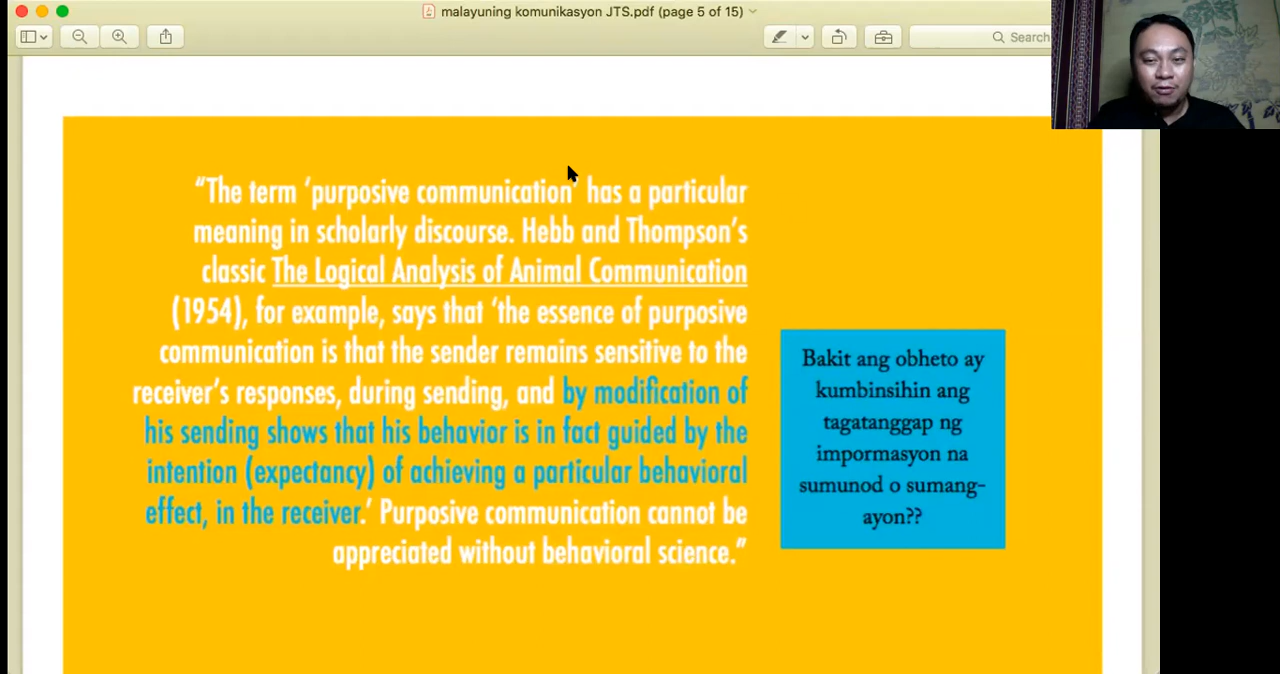 malayuning komunikasyon JTS.pdf (page 5 of 15)
Search
“The term ‘purposive communication’ has a particular
meaning in scholarly discourse. Hebb and Thompson’s
classic The Logical Analysis of Animal Communication
(1954), for example, says that ‘the essence of purposive
communication is that the sender remains sensitive to the
receiver’s responses, during sending, and by modification of
his sending shows that his behavior is in fact guided by the
intention (expectancy) of achieving a particular behavioral
effect, in the receiver.’ Purposive communication cannot be
appreciated without behavioral science.”
Bakit ang obheto ay
kumbinsihin ang
tagatanggap ng
impormasyon na
sumunod o sumang-
ayon??